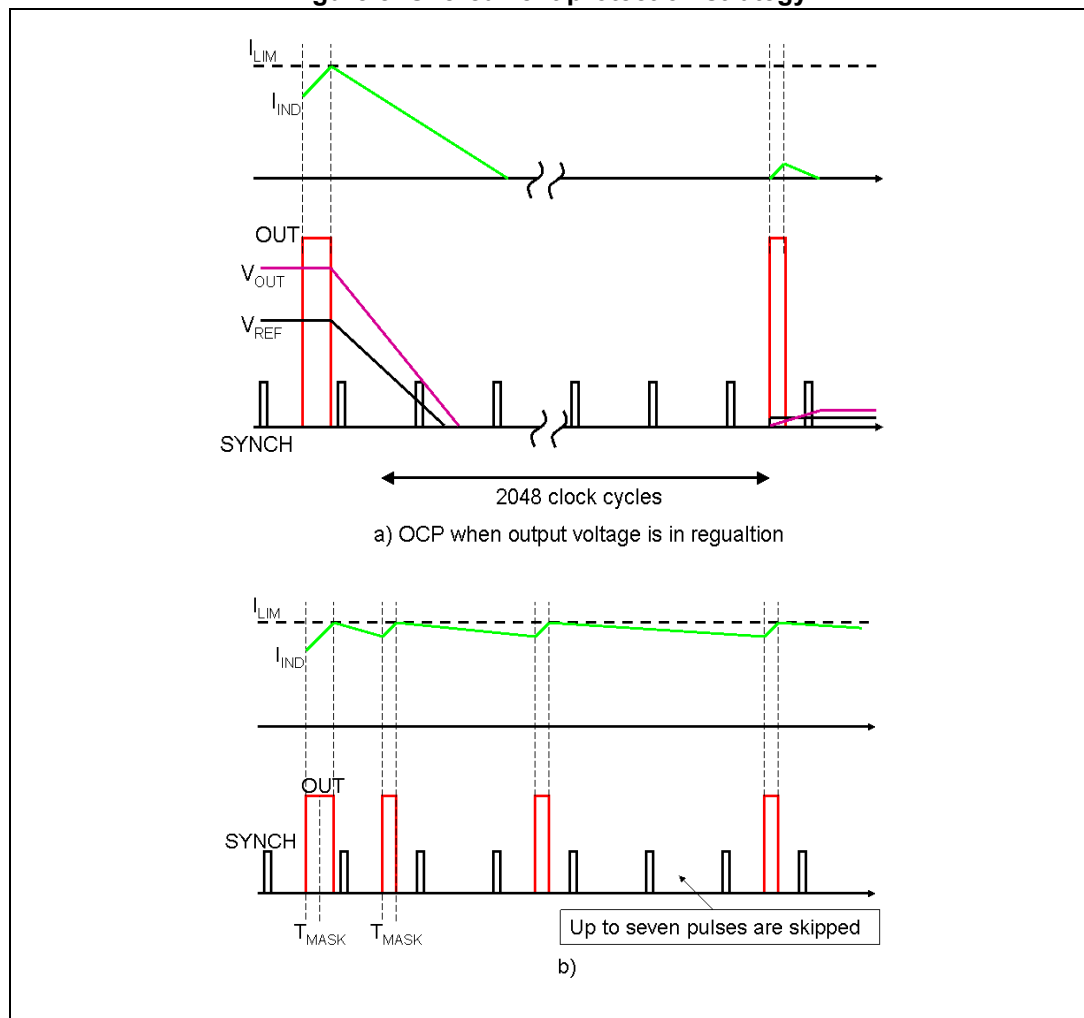 I_LIM
I_IND
OUT
V_OUT
V_REF
SYNCH
2048 clock cycles
a) OCP when output voltage is in regualtion
I_LIM
I_IND
OUT
SYNCH
T_MASK T_MASK
Up to seven pulses are skipped
b)